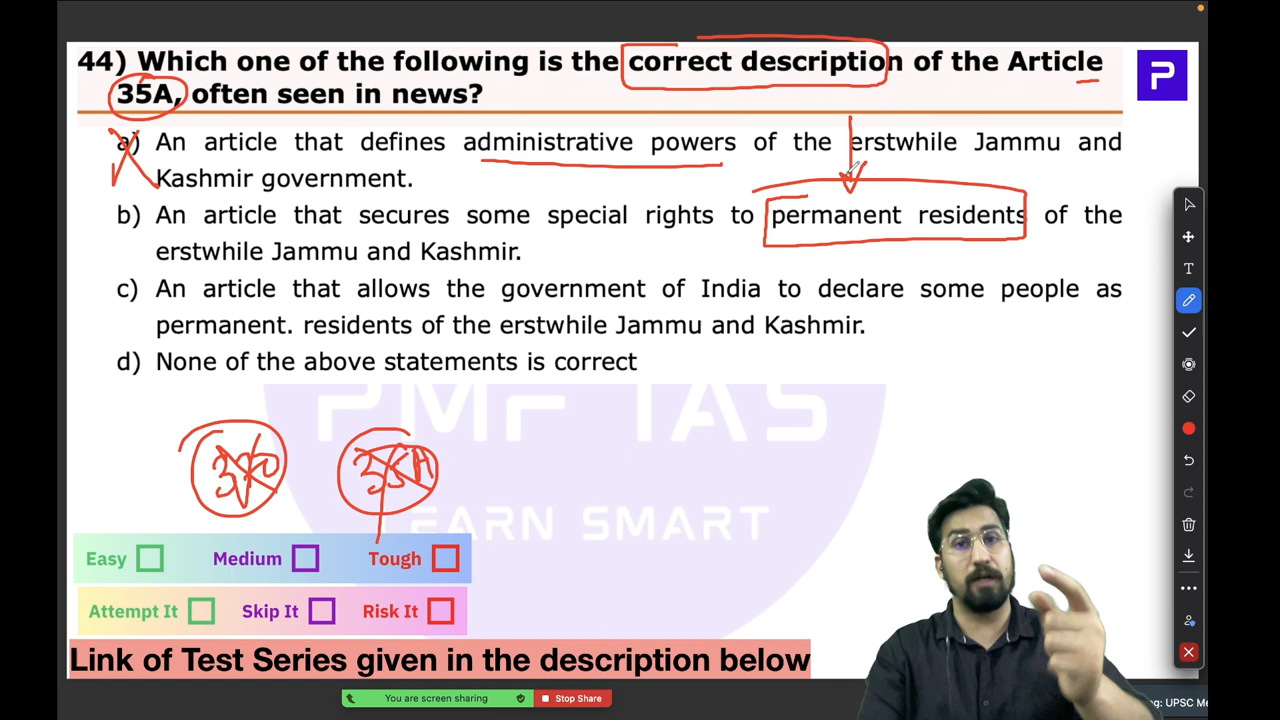 44) Which one of the following is the correct description of the Article
35A, often seen in news?
P
a) An article that defines administrative powers of the erstwhile Jammu and
Kashmir government.
b) An article that secures some special rights to permanent residents of the
erstwhile Jammu and Kashmir.
c) An article that allows the government of India to declare some people as
permanent. residents of the erstwhile Jammu and Kashmir.
d) None of the above statements is correct
PMF IAS
LEARN SMART
370 35A
Easy Medium Tough
Attempt It Skip It Risk It
Link of Test Series given in the description below
You are screen sharing Stop Share
T
ng: UPSC Me